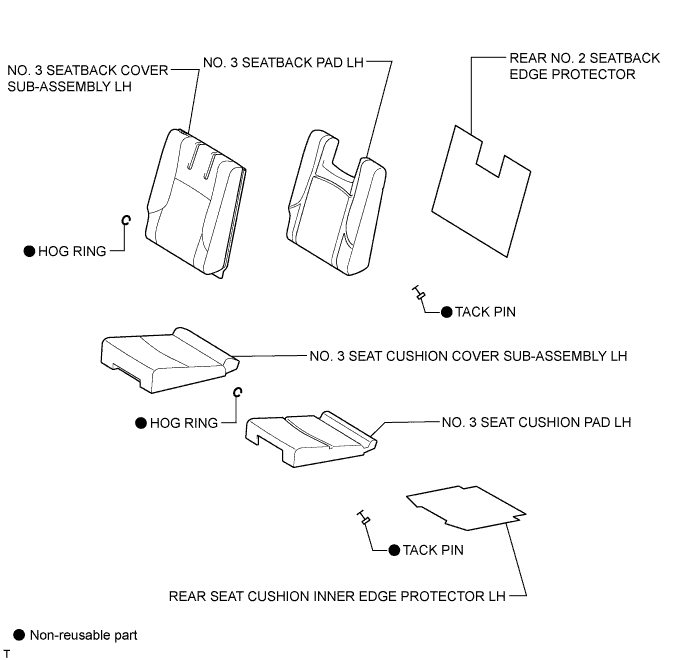 NO. 3 SEATBACK COVER
SUB-ASSEMBLY LH
NO. 3 SEATBACK PAD LH
REAR NO. 2 SEATBACK
EDGE PROTECTOR
● HOG RING
● TACK PIN
NO. 3 SEAT CUSHION COVER SUB-ASSEMBLY LH
● HOG RING
NO. 3 SEAT CUSHION PAD LH
● TACK PIN
REAR SEAT CUSHION INNER EDGE PROTECTOR LH
● Non-reusable part
T